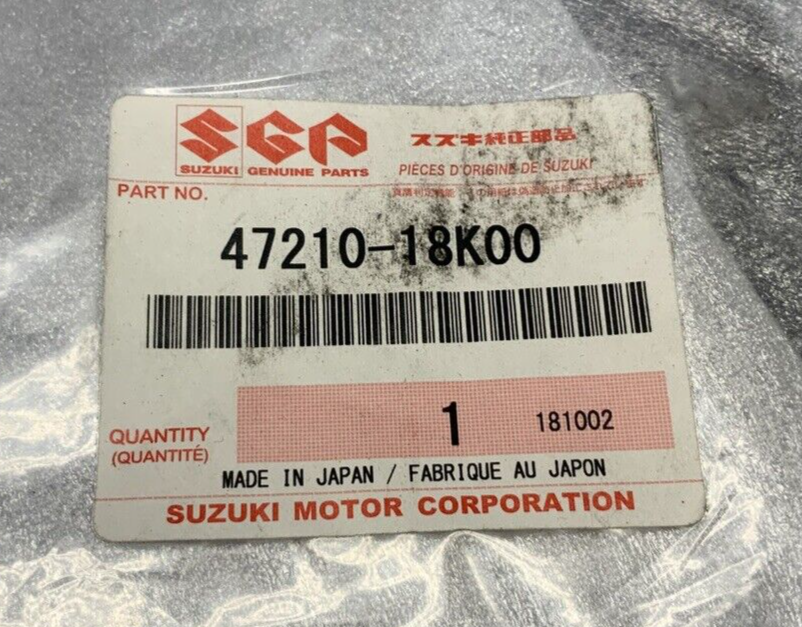 SGP
スズキ純正部品
SUZUKI GENUINE PARTS
PIÈCES D'ORIGINE DE SUZUKI
PART NO.
47210-18K00
QUANTITY
(QUANTITÉ)
1
181002
MADE IN JAPAN / FABRIQUE AU JAPON
SUZUKI MOTOR CORPORATION